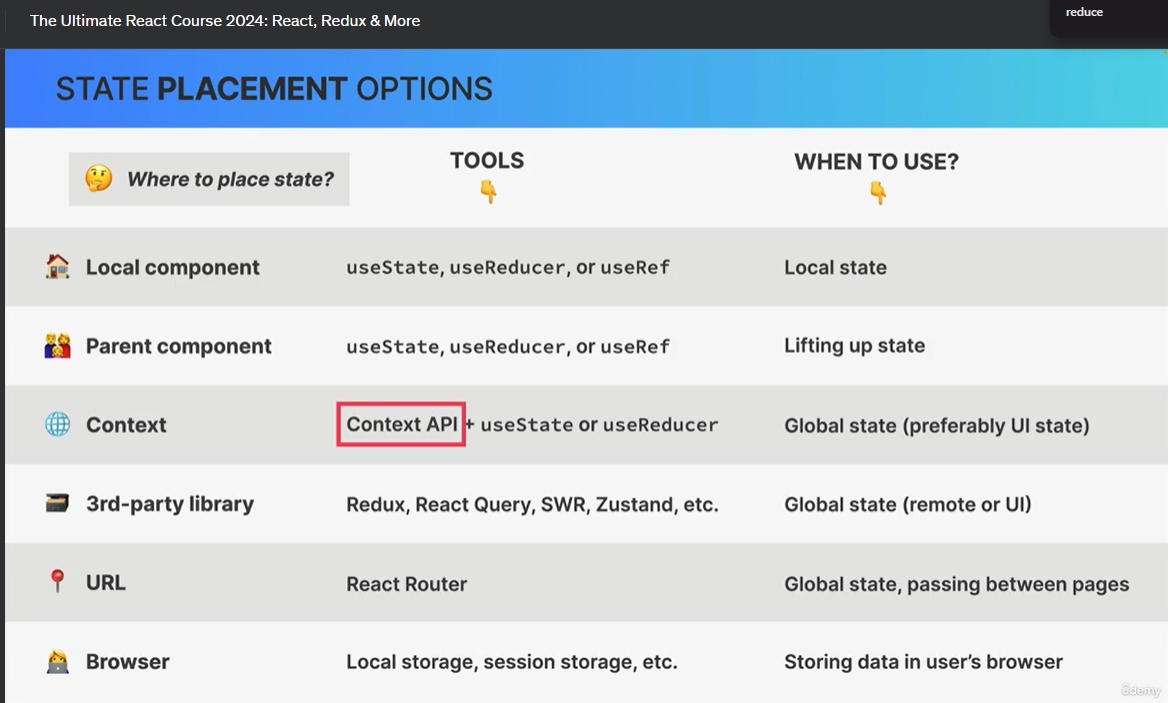 The Ultimate React Course 2024: React, Redux & More
reduce
STATE PLACEMENT OPTIONS
Where to place state?
TOOLS
WHEN TO USE?
Local component
useState, useReducer, or useRef
Local state
Parent component
useState, useReducer, or useRef
Lifting up state
Context
Context API + useState or useReducer
Global state (preferably UI state)
3rd-party library
Redux, React Query, SWR, Zustand, etc.
Global state (remote or UI)
URL
React Router
Global state, passing between pages
Browser
Local storage, session storage, etc.
Storing data in user’s browser
ûdemy